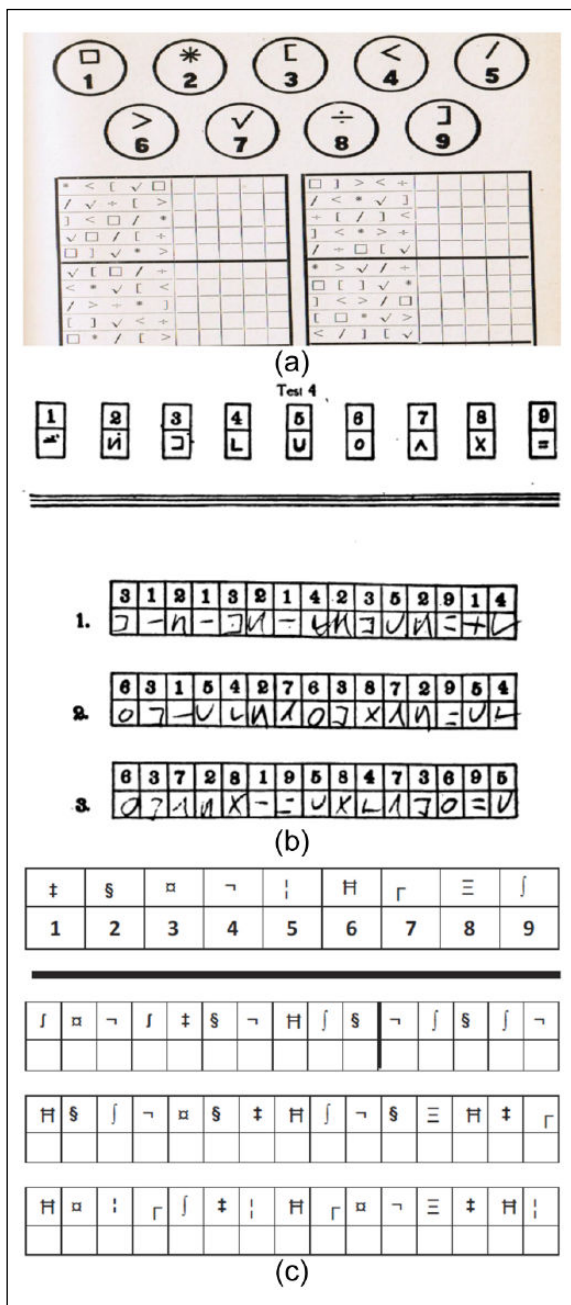 □ * [ < /
1 2 3 4 5
> √ ÷ ]
6 7 8 9
* < [ √ □
/ √ ÷ [ >
] < □ / *
√ □ / [ ÷
□ ] √ * >
√ [ □ / ÷
< * √ [ <
/ > ÷ * ]
[ ] √ < ÷
□ * / [ >
□ ] > < ÷
/ < * √ ]
÷ [ / ] <
] < * > ÷
/ ÷ □ [ √
* > √ / ÷
□ [ ] √ *
] < > / □
[ □ * √ >
< / ] [ √
(a)
Test 4
1 2 3 4 5 6 7 8 9
И ⊐ L U O Λ X =
1. 3 1 2 1 3 2 1 4 2 3 5 2 9 1 4
2. 6 3 1 5 4 2 7 6 3 8 7 2 9 5 4
3. 6 3 7 2 8 1 9 5 8 4 7 3 6 9 5
(b)
‡ § ¤ ¬ ¦ Ħ ┌ Ξ ∫
1 2 3 4 5 6 7 8 9
∫ ¤ ¬ ∫ ‡ § ¬ Ħ ∫ § ¬ ∫ § ∫ ¬
Ħ § ∫ ¬ ¤ § ‡ Ħ ∫ ¬ § Ξ Ħ ‡ ┌
Ħ ¤ ¦ ┌ ∫ ‡ ¦ Ħ ┌ ¤ ¬ Ξ ‡ Ħ ¦
(c)